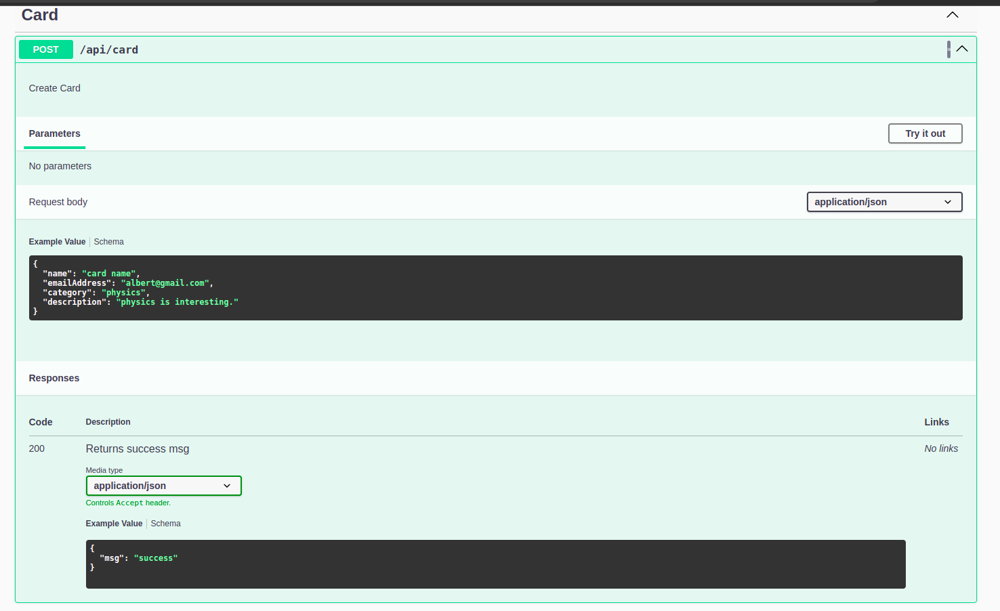 Card
POST /api/card
Create Card
Parameters Try it out
No parameters
Request body application/json
Example Value Schema
{
  "name": "card name",
  "emailAddress": "albert@gmail.com",
  "category": "physics",
  "description": "physics is interesting."
}
Responses
Code Description Links
200 Returns success msg No links
Media type
application/json
Controls Accept header.
Example Value Schema
{
  "msg": "success"
}